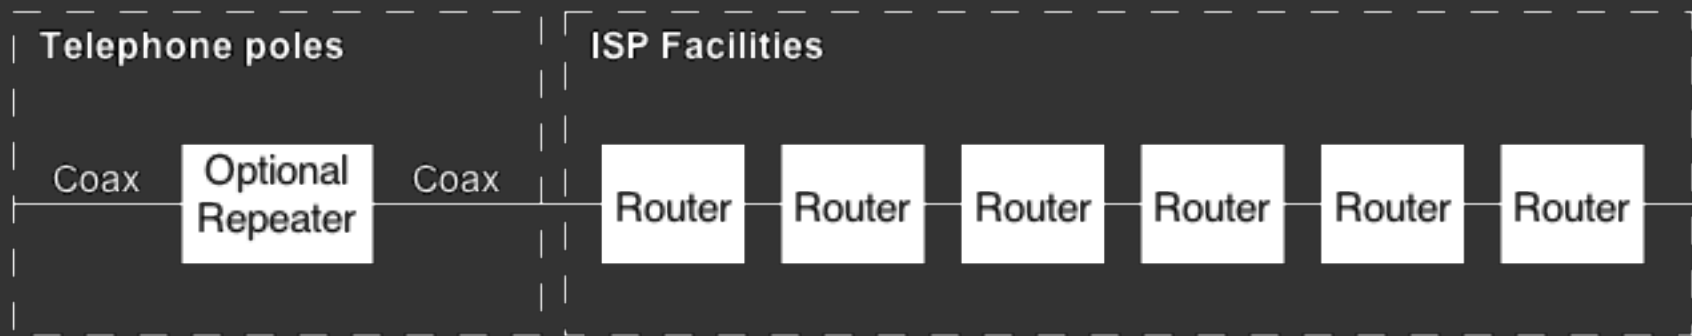 Telephone poles
ISP Facilities
Coax
Optional
Repeater
Coax
Router
Router
Router
Router
Router
Router